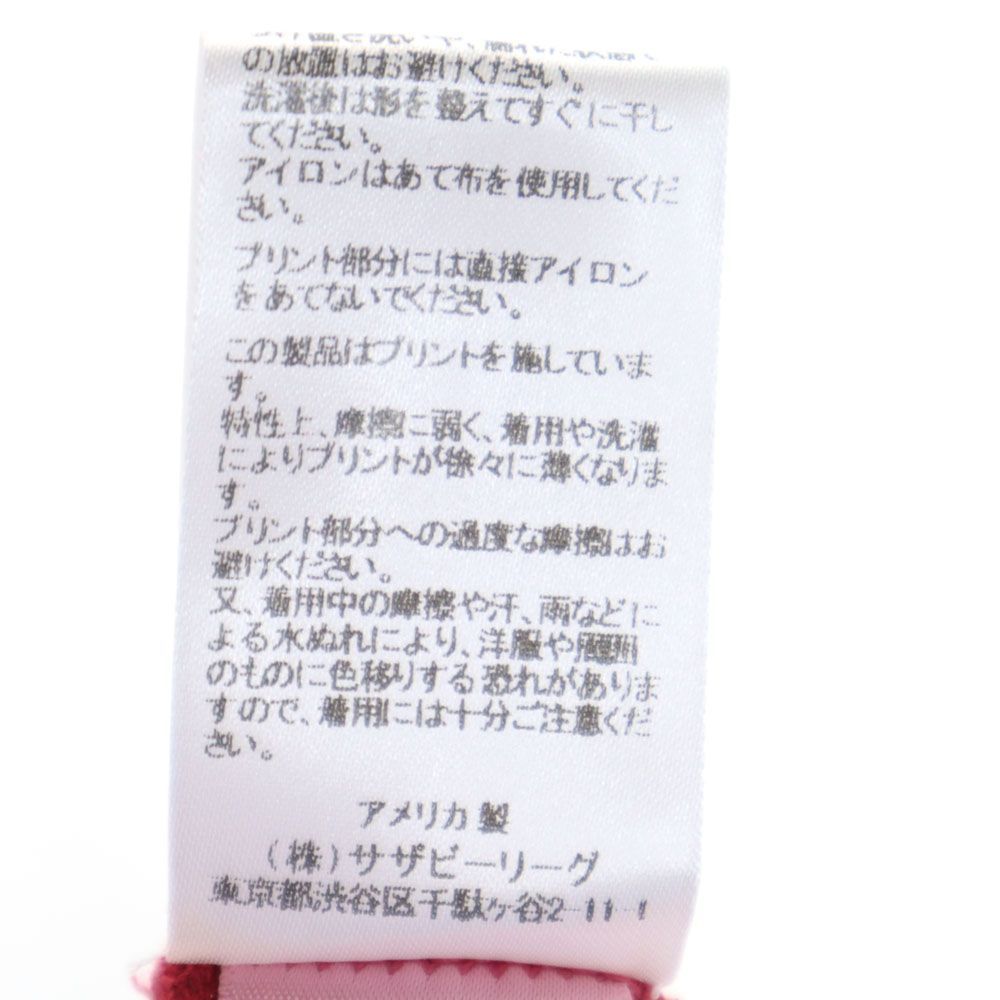 の放置はお避けください。
洗濯後は形を整えてすぐに干し
てください。
アイロンはあて布を使用してくだ
さい。
プリント部分には直接アイロン
をあてないでください。
この製品はプリントを施していま
す。
特性上、摩擦に弱く、着用や洗濯
によりプリントが徐々に薄くなりま
す。
プリント部分への過度な摩擦はお
避けください。
又、着用中の摩擦や汗、雨などに
よる水ぬれにより、洋服や
のものに色移りする恐れがありま
すので、着用には十分ご注意くだ
さい。
アメリカ製
(株)サザビーリーグ
東京都渋谷区千駄ヶ谷2-11-1